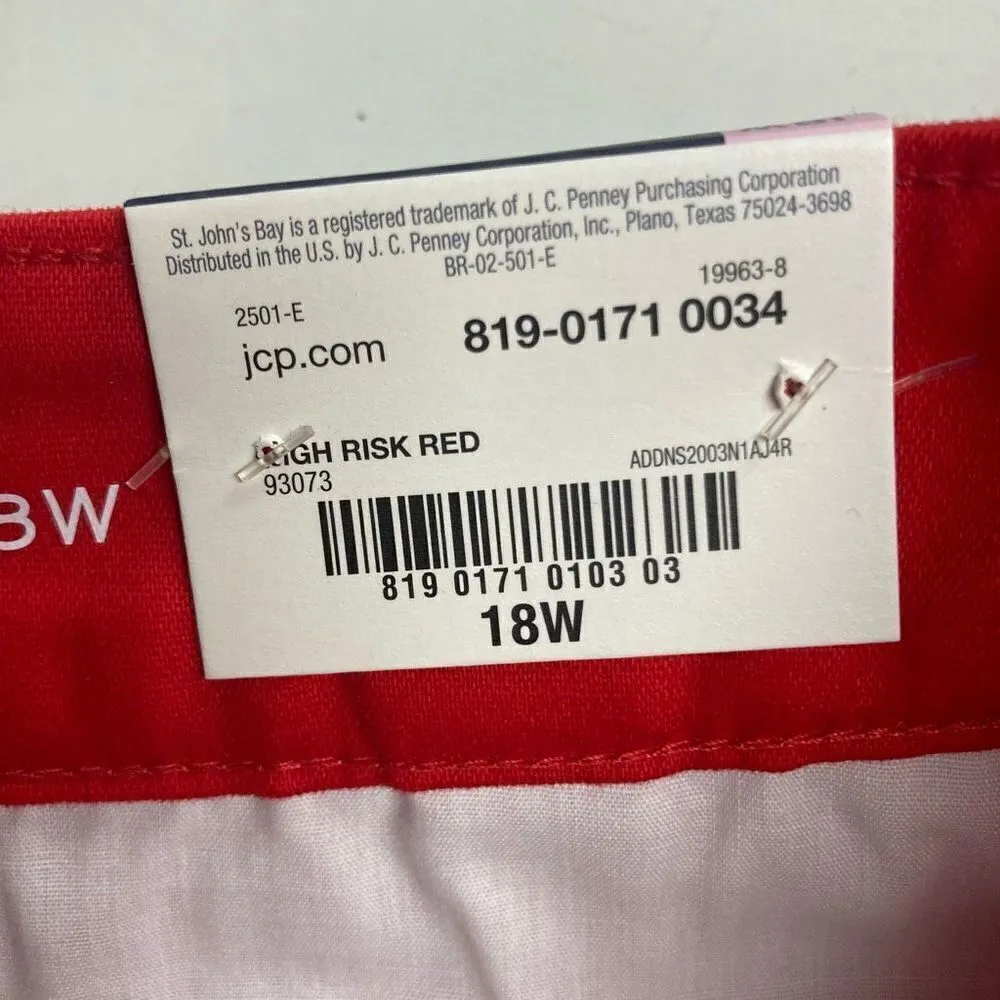 St. John's Bay is a registered trademark of J. C. Penney Purchasing Corporation
Distributed in the U.S. by J. C. Penney Corporation, Inc., Plano, Texas 75024-3698
BR-02-501-E
19963-8
2501-E
819-0171 0034
jcp.com
HIGH RISK RED
ADDNS2003N1AJ4R
93073
8W
819 0171 0103 03
18W